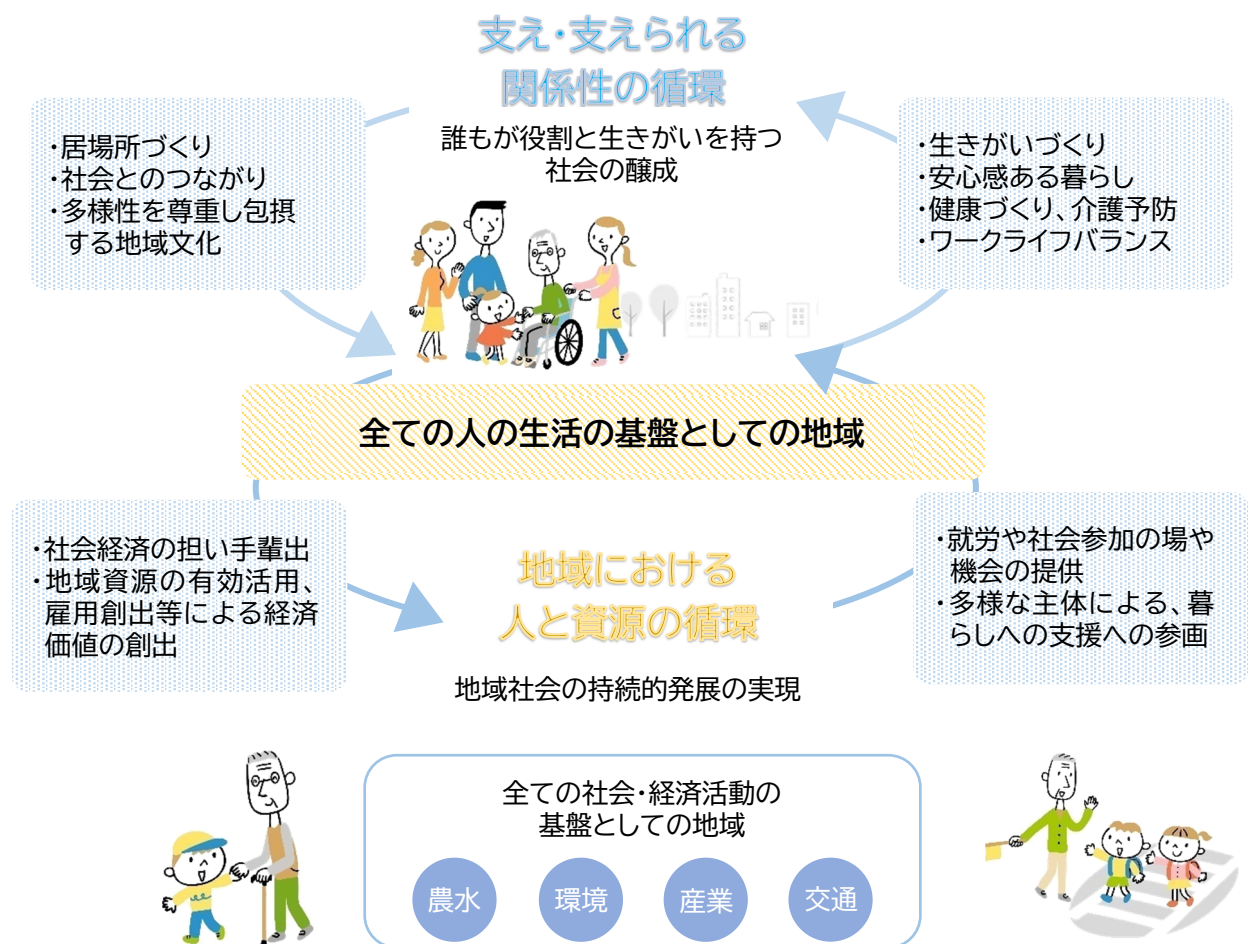 支え・支えられる
関係性の循環
誰もが役割と生きがいを持つ
社会の醸成
・居場所づくり
・社会とのつながり
・多様性を尊重し包摂
する地域文化
・生きがいづくり
・安心感ある暮らし
・健康づくり、介護予防
・ワークライフバランス
全ての人の生活の基盤としての地域
・社会経済の担い手輩出
・地域資源の有効活用、
雇用創出等による経済
価値の創出
地域における
人と資源の循環
地域社会の持続的発展の実現
・就労や社会参加の場や
機会の提供
・多様な主体による、暮
らしへの支援への参画
全ての社会・経済活動の
基盤としての地域
農水
環境
産業
交通